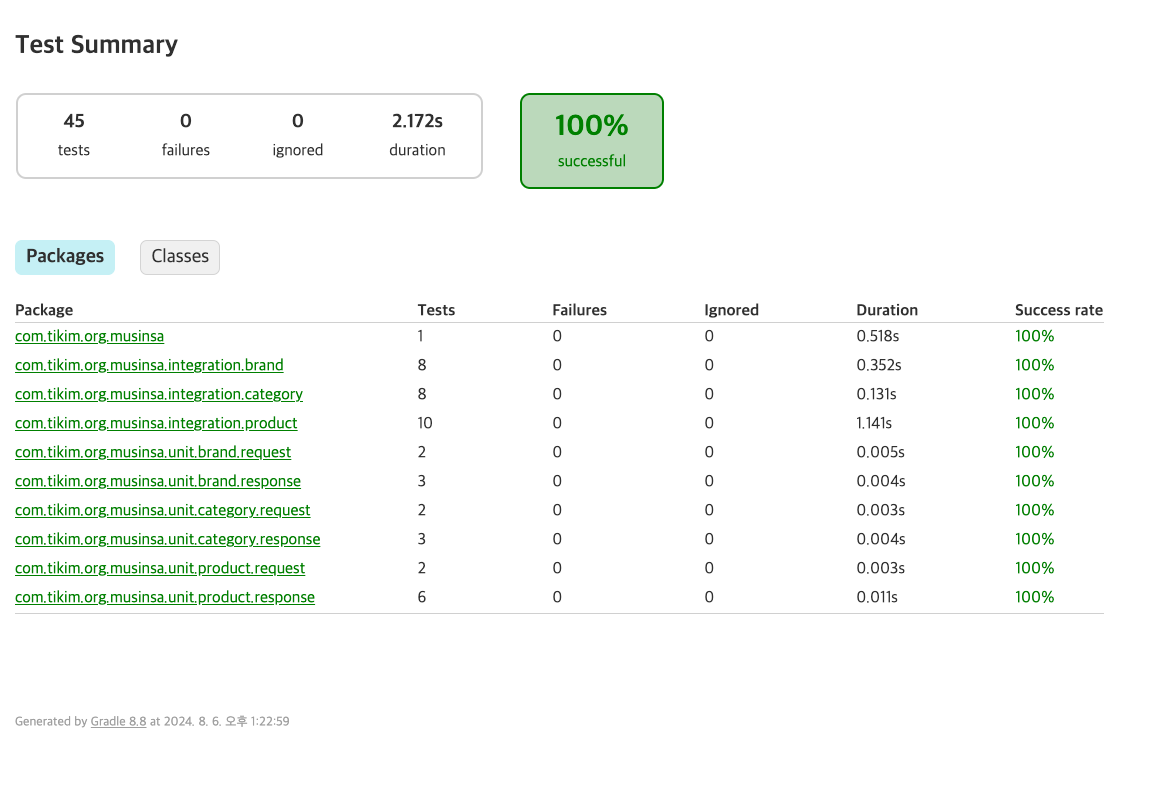 Test Summary
45 0 0 2.172s
tests failures ignored duration
100%
successful
Packages Classes
Package Tests Failures Ignored Duration Success rate
com.tikim.org.musinsa 1 0 0 0.518s 100%
com.tikim.org.musinsa.integration.brand 8 0 0 0.352s 100%
com.tikim.org.musinsa.integration.category 8 0 0 0.131s 100%
com.tikim.org.musinsa.integration.product 10 0 0 1.141s 100%
com.tikim.org.musinsa.unit.brand.request 2 0 0 0.005s 100%
com.tikim.org.musinsa.unit.brand.response 3 0 0 0.004s 100%
com.tikim.org.musinsa.unit.category.request 2 0 0 0.003s 100%
com.tikim.org.musinsa.unit.category.response 3 0 0 0.004s 100%
com.tikim.org.musinsa.unit.product.request 2 0 0 0.003s 100%
com.tikim.org.musinsa.unit.product.response 6 0 0 0.011s 100%
Generated by Gradle 8.8 at 2024. 8. 6. 오후 1:22:59